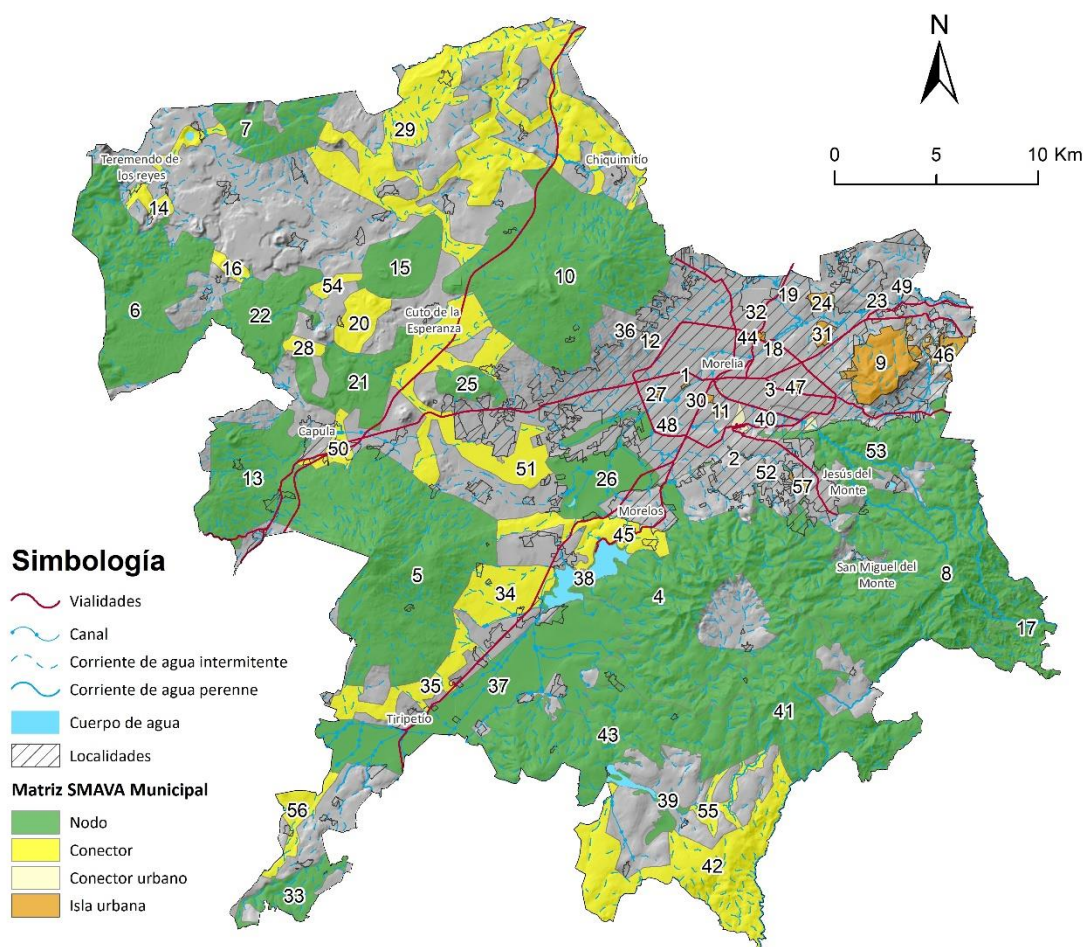 N
0 5 10 Km
29
7
Teremendo de
los reyes
Chiquimitío
14
16
15
10
6
54
22
20
Cuto de la
Esperanza
28
21
25
36
12
32
19
24
23
49
44
18
31
Morelia
9
46
1
27
30
11
3
47
48
40
2
52
57
53
Jesús del
Monte
Capula
50
51
26
13
Morelos
45
San Miguel del
Monte
8
5
34
38
4
17
35
37
Tiripetio
41
43
39
55
56
42
33
Simbología
Vialidades
Canal
Corriente de agua intermitente
Corriente de agua perenne
Cuerpo de agua
Localidades
Matriz SMAVA Municipal
Nodo
Conector
Conector urbano
Isla urbana